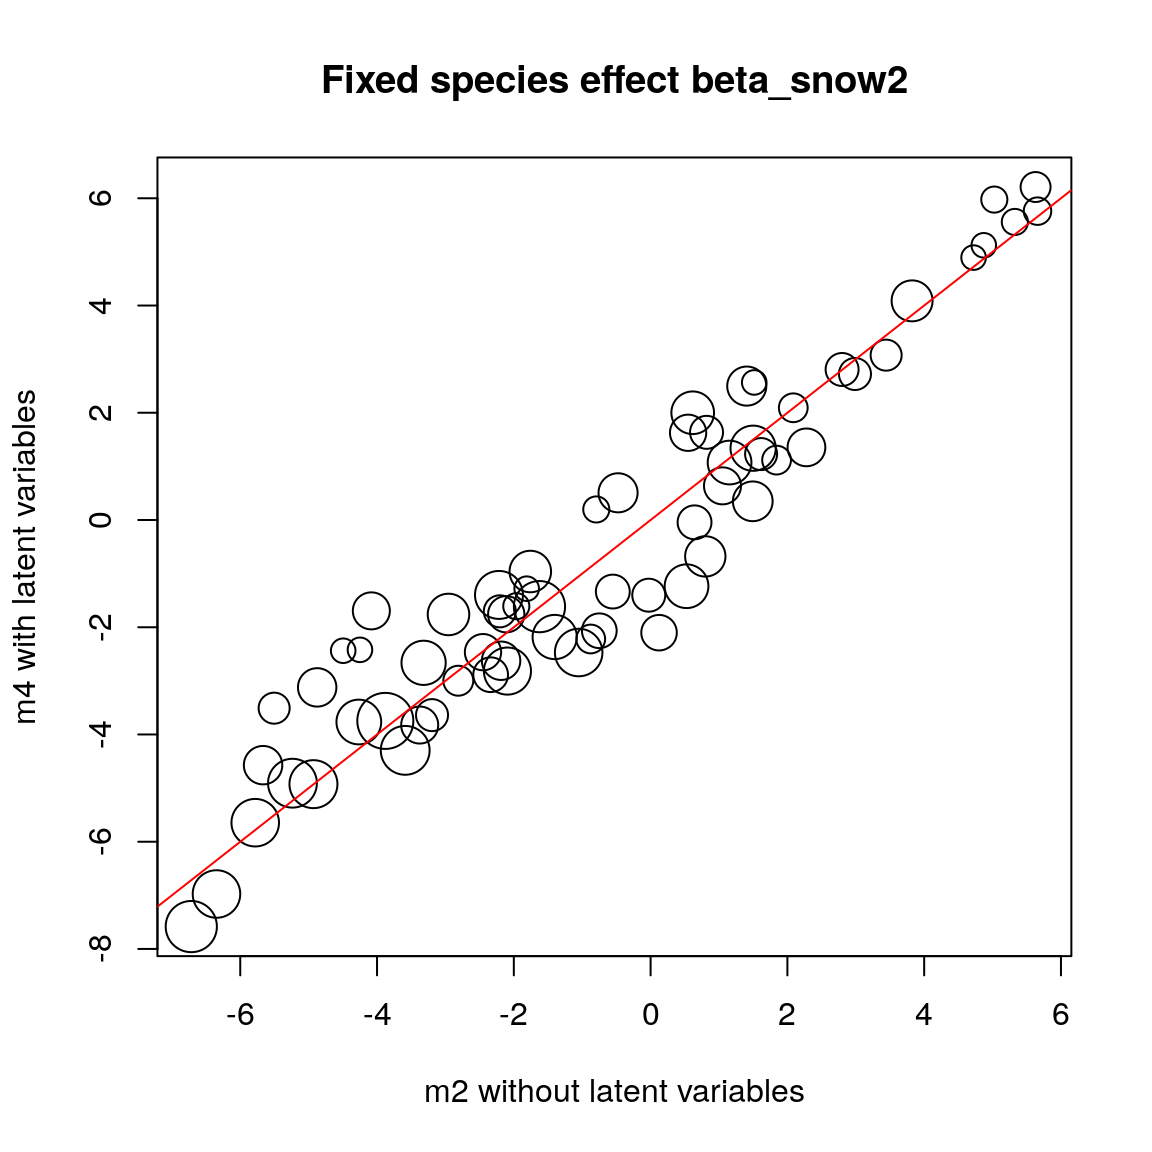 Fixed species effect beta_snow2
m4 with latent variables
6
4
2
0
-2
-4
-6
-8
-6 -4 -2 0 2 4 6
m2 without latent variables